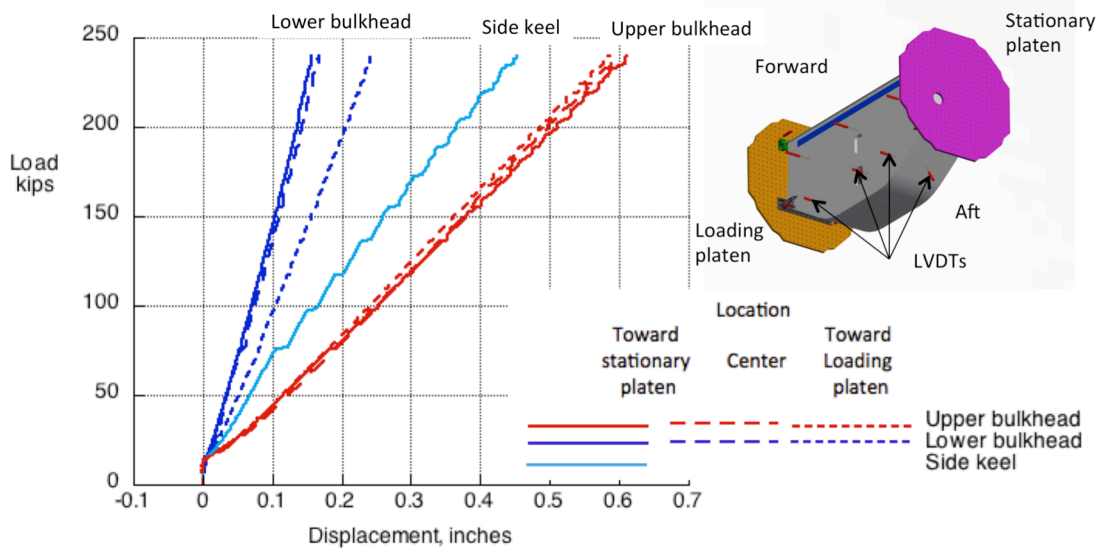 Lower bulkhead
Side keel
Upper bulkhead
Stationary
platen
Forward
Aft
Loading
platen
LVDTs
250
200
150
100
50
0
Load
kips
-0.1
0
0.1
0.2
0.3
0.4
0.5
0.6
0.7
Displacement, inches
Location
Toward
stationary
platen
Center
Toward
Loading
platen
Upper bulkhead
Lower bulkhead
Side keel